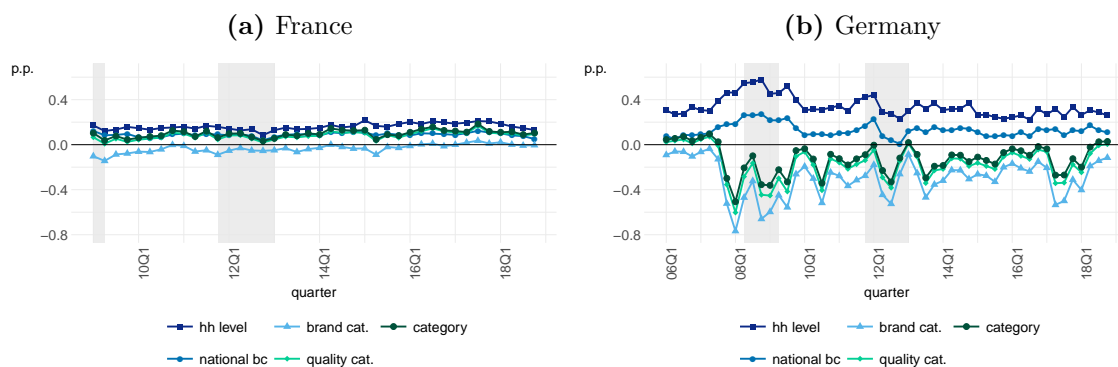 (a) France
p.p.
0.4
0.0
−0.4
−0.8
10Q1
12Q1
14Q1
16Q1
18Q1
quarter
hh level
brand cat.
category
national bc
quality cat.
(b) Germany
p.p.
0.4
0.0
−0.4
−0.8
06Q1
08Q1
10Q1
12Q1
14Q1
16Q1
18Q1
quarter
hh level
brand cat.
category
national bc
quality cat.